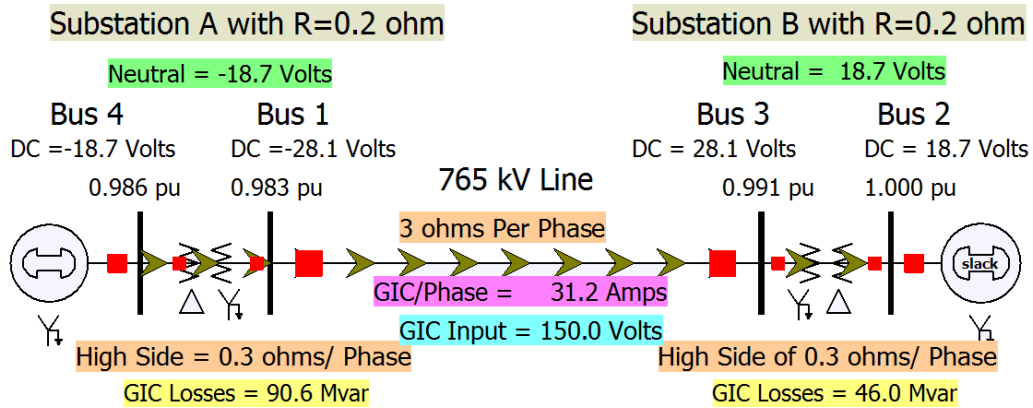 Substation A with R=0.2 ohm
Substation B with R=0.2 ohm
Neutral = -18.7 Volts
Neutral =  18.7 Volts
Bus 4
Bus 1
Bus 3
Bus 2
DC =-18.7 Volts
DC =-28.1 Volts
DC = 28.1 Volts
DC = 18.7 Volts
0.986 pu
0.983 pu
765 kV Line
0.991 pu
1.000 pu
3 ohms Per Phase
slack
GIC/Phase =    31.2 Amps
GIC Input = 150.0 Volts
High Side = 0.3 ohms/ Phase
High Side of 0.3 ohms/ Phase
GIC Losses = 90.6 Mvar
GIC Losses = 46.0 Mvar